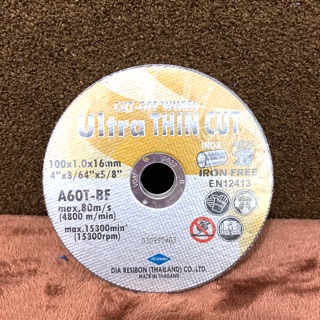 CUT-OFF WHEEL
Ultra THIN CUT
INOX
100x1.0x16mm
4"x3/64"x5/8"
IRON FREE
EN12413
A60T-BF
max.80m/s
(4800 m/min)
max.15300min⁻¹
(15300rpm)
DIA RESIBON (THAILAND) CO.,LTD.
MADE IN THAILAND